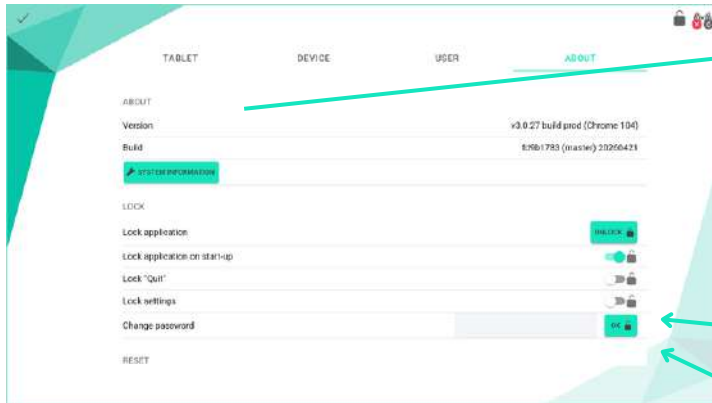 TABLET DEVICE USER ABOUT
ABOUT
Version v3.0.27 build prod (Chrome 104)
Build (master)
SYSTEM INFORMATION
LOCK
Lock application UNLOCK
Lock application on start-up
Lock "Quit"
Lock settings
Change password OK
RESET